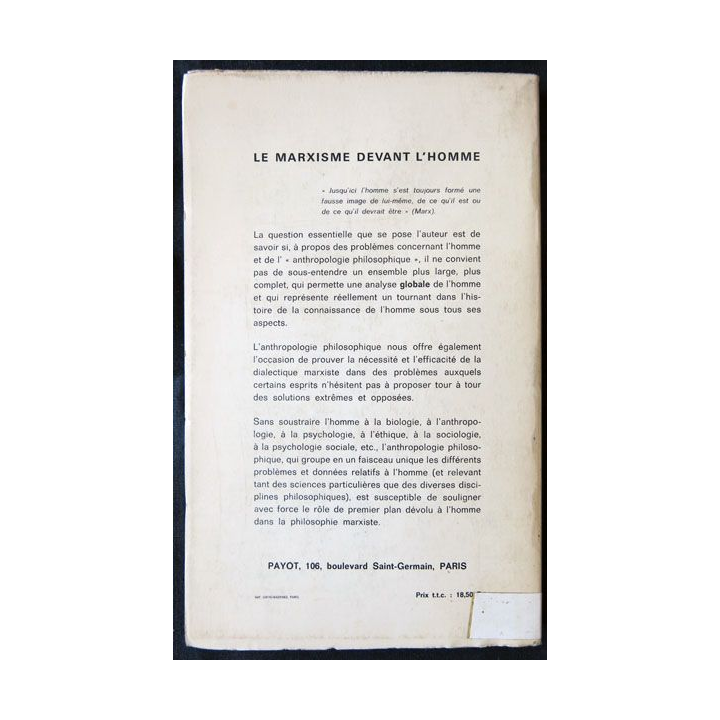 LE MARXISME DEVANT L'HOMME
« Jusqu'ici l'homme s'est toujours formé une
fausse image de lui-même, de ce qu'il est ou
de ce qu'il devrait être » (Marx).
La question essentielle que se pose l'auteur est de
savoir si, à propos des problèmes concernant l'homme
et de l' « anthropologie philosophique », il ne convient
pas de sous-entendre un ensemble plus large, plus
complet, qui permette une analyse globale de l'homme
et qui représente réellement un tournant dans l'his-
toire de la connaissance de l'homme sous tous ses
aspects.
L'anthropologie philosophique nous offre également
l'occasion de prouver la nécessité et l'efficacité de la
dialectique marxiste dans des problèmes auxquels
certains esprits n'hésitent pas à proposer tour à tour
des solutions extrêmes et opposées.
Sans soustraire l'homme à la biologie, à l'anthropo-
logie, à la psychologie, à l'éthique, à la sociologie,
à la psychologie sociale, etc., l'anthropologie philoso-
phique, qui groupe en un faisceau unique les différents
problèmes et données relatifs à l'homme (et relevant
tant des sciences particulières que des diverses disci-
plines philosophiques), est susceptible de souligner
avec force le rôle de premier plan dévolu à l'homme
dans la philosophie marxiste.
PAYOT, 106, boulevard Saint-Germain, PARIS
Prix t.t.c. : 18,50